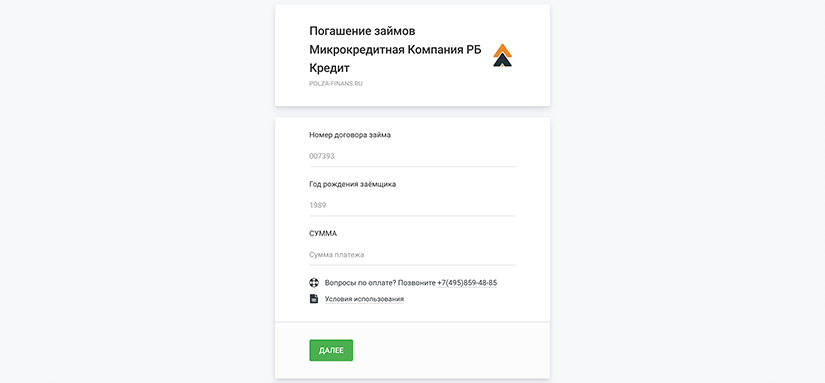 Погашение займов
Микрокредитная Компания РБ
Кредит
POLZA-FINANS.RU
Номер договора займа
007393
Год рождения заёмщика
1989
СУММА
Сумма платежа
Вопросы по оплате? Позвоните +7(495)859-48-85
Условия использования
ДАЛЕЕ